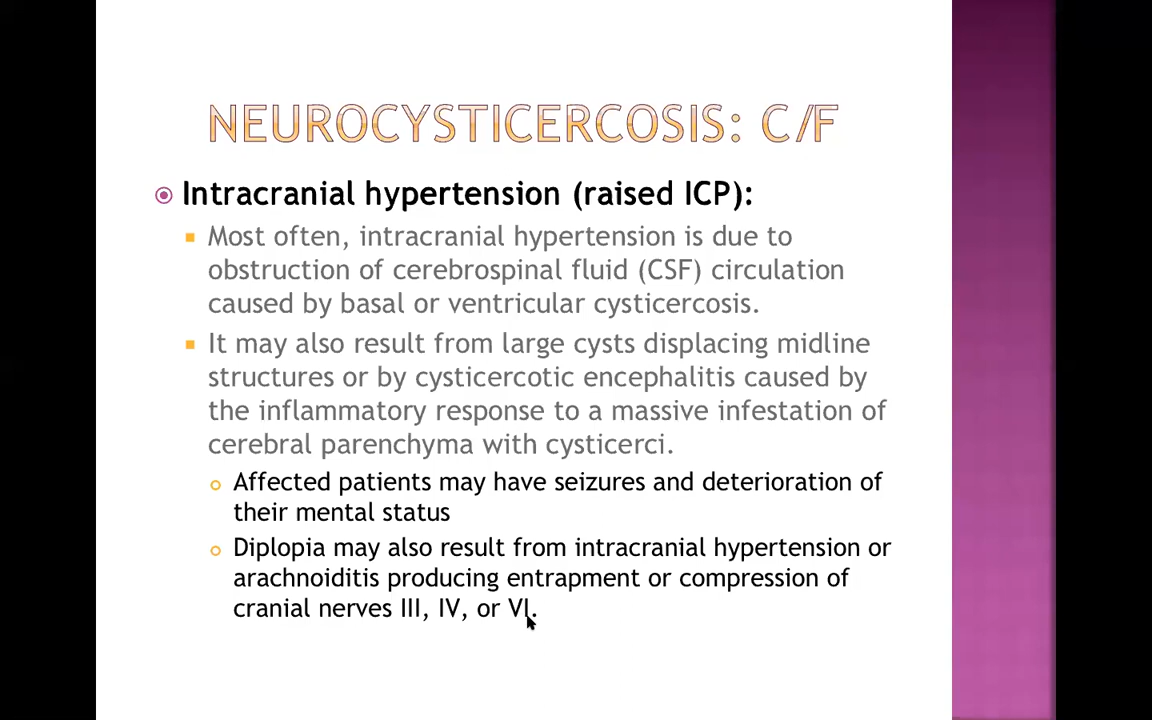 NEUROCYSTICERCOSIS: C/F
Intracranial hypertension (raised ICP):
Most often, intracranial hypertension is due to
obstruction of cerebrospinal fluid (CSF) circulation
caused by basal or ventricular cysticercosis.
It may also result from large cysts displacing midline
structures or by cysticercotic encephalitis caused by
the inflammatory response to a massive infestation of
cerebral parenchyma with cysticerci.
Affected patients may have seizures and deterioration of
their mental status
Diplopia may also result from intracranial hypertension or
arachnoiditis producing entrapment or compression of
cranial nerves III, IV, or VI.